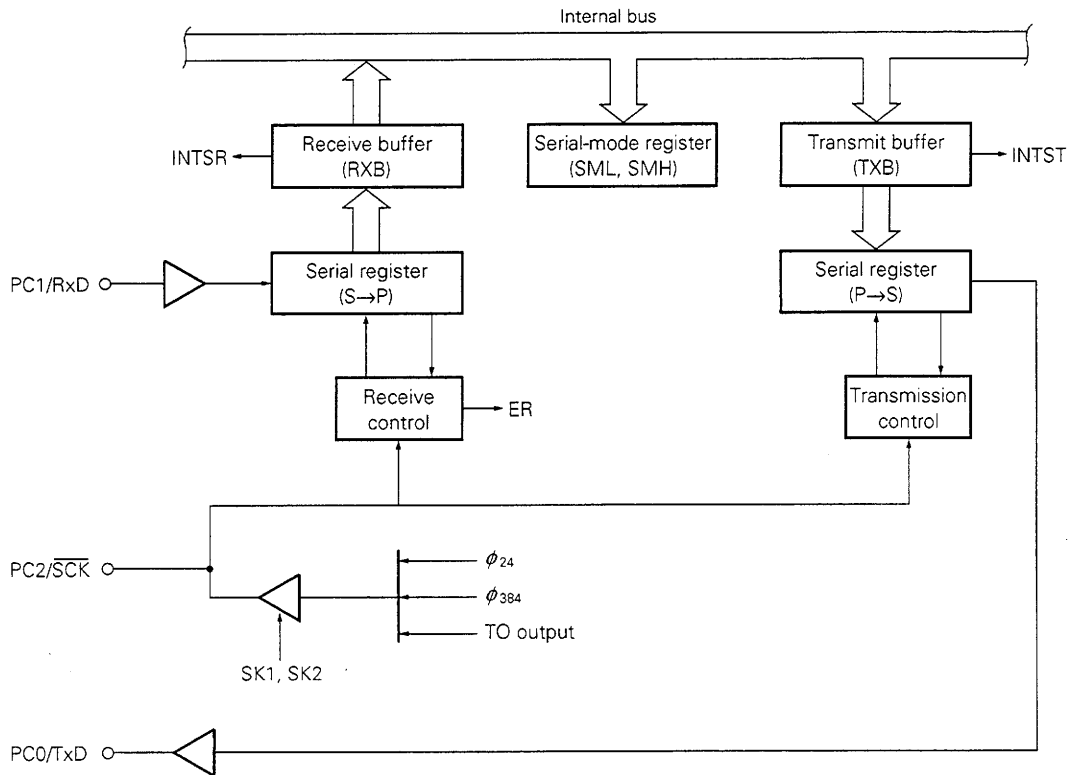 Internal bus
Receive buffer
(RXB)
INTSR
Serial-mode register
(SML, SMH)
Transmit buffer
(TXB)
INTST
PC1/RxD
Serial register
(S→P)
Serial register
(P→S)
Receive
control
ER
Transmission
control
PC2/S̅C̅K̅
ϕ24
ϕ384
TO output
SK1, SK2
PC0/TxD